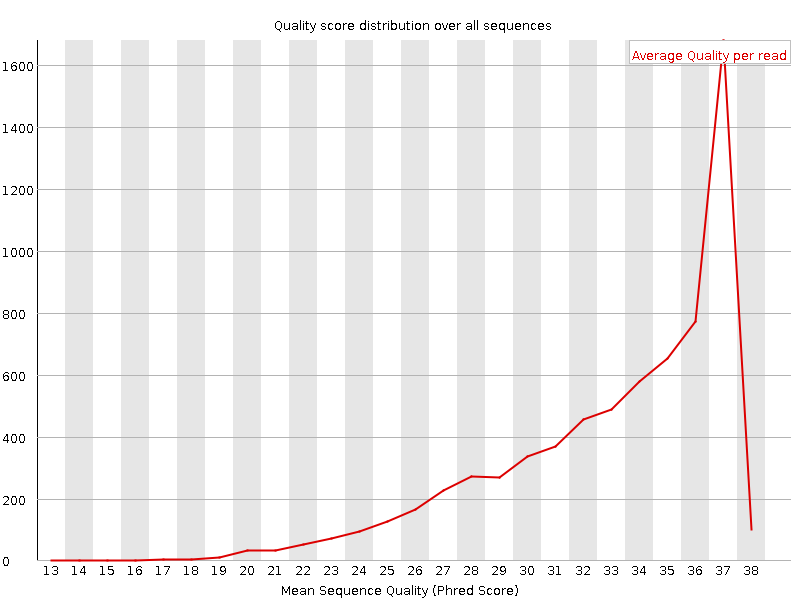 Quality score distribution over all sequences
Average Quality per read
1600
1400
1200
1000
800
600
400
200
0
13 14 15 16 17 18 19 20 21 22 23 24 25 26 27 28 29 30 31 32 33 34 35 36 37 38
Mean Sequence Quality (Phred Score)